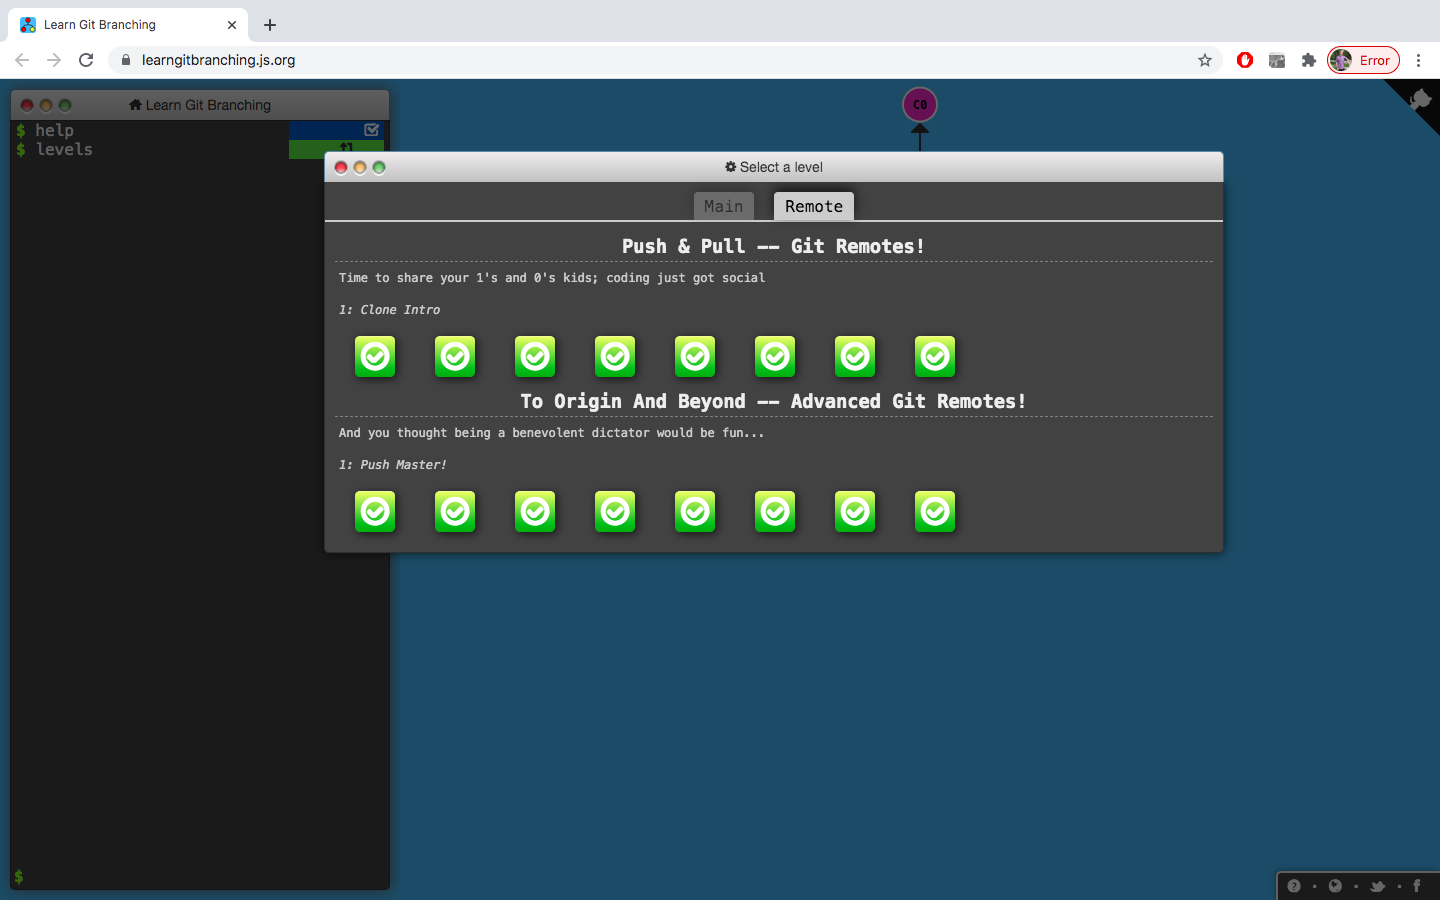 Learn Git Branching
learngitbranching.js.org
Error
Learn Git Branching
$ help
$ levels
C0
Select a level
Main
Remote
Push & Pull -- Git Remotes!
Time to share your 1's and 0's kids; coding just got social
1: Clone Intro
To Origin And Beyond -- Advanced Git Remotes!
And you thought being a benevolent dictator would be fun...
1: Push Master!
$